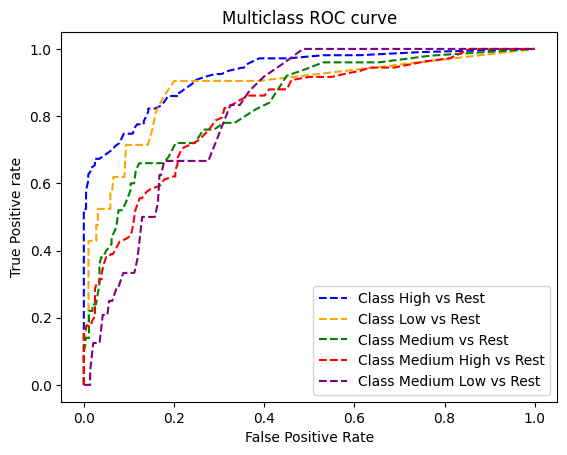 Multiclass ROC curve
True Positive rate
1.0
0.8
0.6
0.4
0.2
0.0
Class High vs Rest
Class Low vs Rest
Class Medium vs Rest
Class Medium High vs Rest
Class Medium Low vs Rest
0.0 0.2 0.4 0.6 0.8 1.0
False Positive Rate